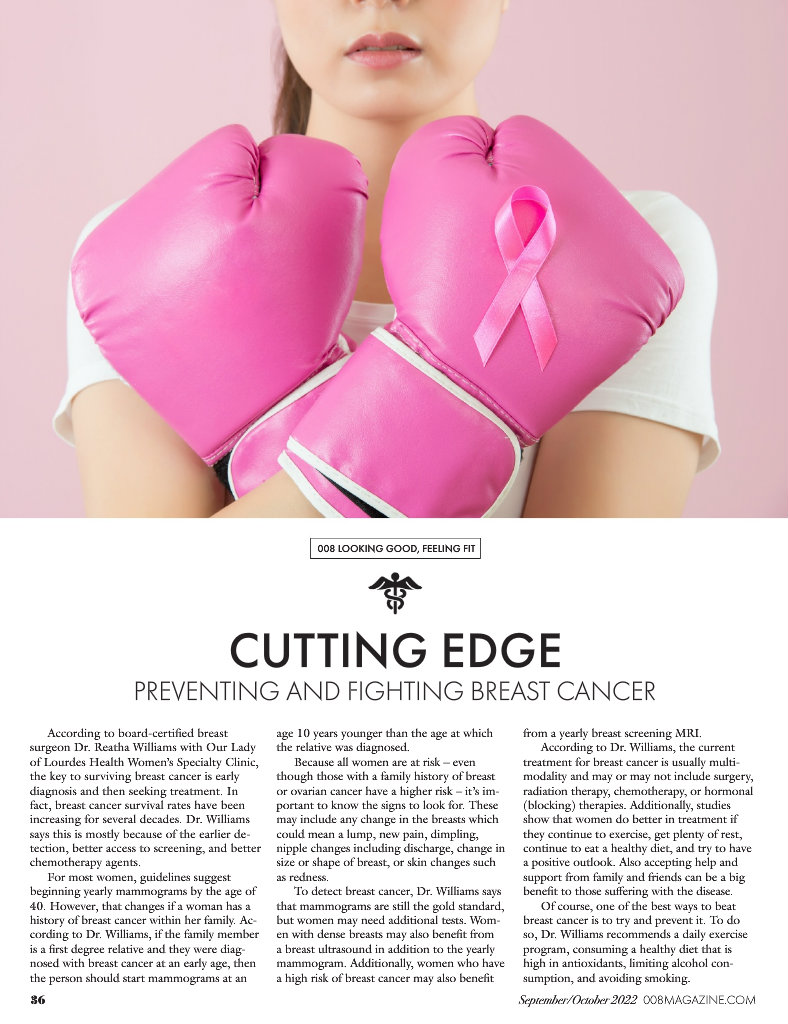 008 LOOKING GOOD, FEELING FIT
CUTTING EDGE
PREVENTING AND FIGHTING BREAST CANCER
According to board-certified breast
surgeon Dr. Reatha Williams with Our Lady
of Lourdes Health Women's Specialty Clinic,
the key to surviving breast cancer is early
diagnosis and then seeking treatment. In
fact, breast cancer survival rates have been
increasing for several decades. Dr. Williams
says this is mostly because of the earlier de-
tection, better access to screening, and better
chemotherapy agents.
For most women, guidelines suggest
beginning yearly mammograms by the age of
40. However, that changes if a woman has a
history of breast cancer within her family. Ac-
cording to Dr. Williams, if the family member
is a first degree relative and they were diag-
nosed with breast cancer at an early age, then
the person should start mammograms at an
age 10 years younger than the age at which
the relative was diagnosed.
Because all women are at risk – even
though those with a family history of breast
or ovarian cancer have a higher risk – it's im-
portant to know the signs to look for. These
may include any change in the breasts which
could mean a lump, new pain, dimpling,
nipple changes including discharge, change in
size or shape of breast, or skin changes such
as redness.
To detect breast cancer, Dr. Williams says
that mammograms are still the gold standard,
but women may need additional tests. Wom-
en with dense breasts may also benefit from
a breast ultrasound in addition to the yearly
mammogram. Additionally, women who have
a high risk of breast cancer may also benefit
from a yearly breast screening MRI.
According to Dr. Williams, the current
treatment for breast cancer is usually multi-
modality and may or may not include surgery,
radiation therapy, chemotherapy, or hormonal
(blocking) therapies. Additionally, studies
show that women do better in treatment if
they continue to exercise, get plenty of rest,
continue to eat a healthy diet, and try to have
a positive outlook. Also accepting help and
support from family and friends can be a big
benefit to those suffering with the disease.
Of course, one of the best ways to beat
breast cancer is to try and prevent it. To do
so, Dr. Williams recommends a daily exercise
program, consuming a healthy diet that is
high in antioxidants, limiting alcohol con-
sumption, and avoiding smoking.
36
September/October 2022 008MAGAZINE.COM